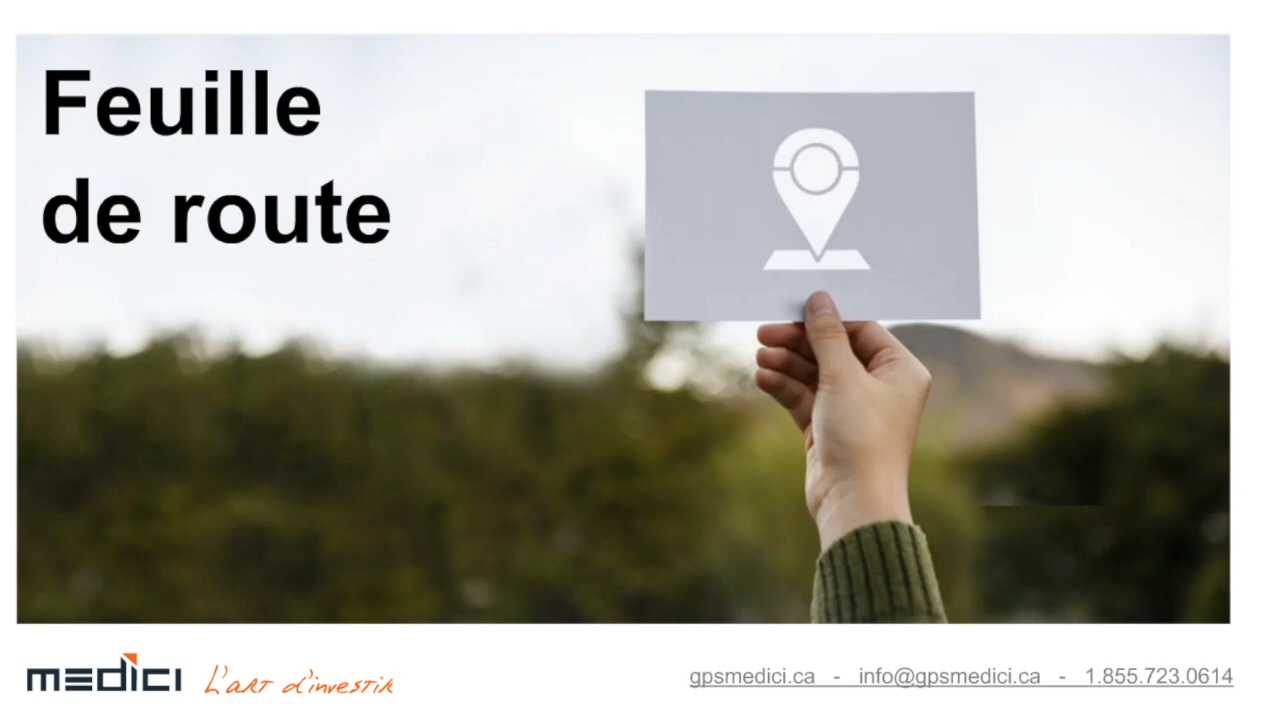 Feuille
de route
MEDICI L'ART d'investir
gpsmedici.ca - info@gpsmedici.ca - 1.855.723.0614